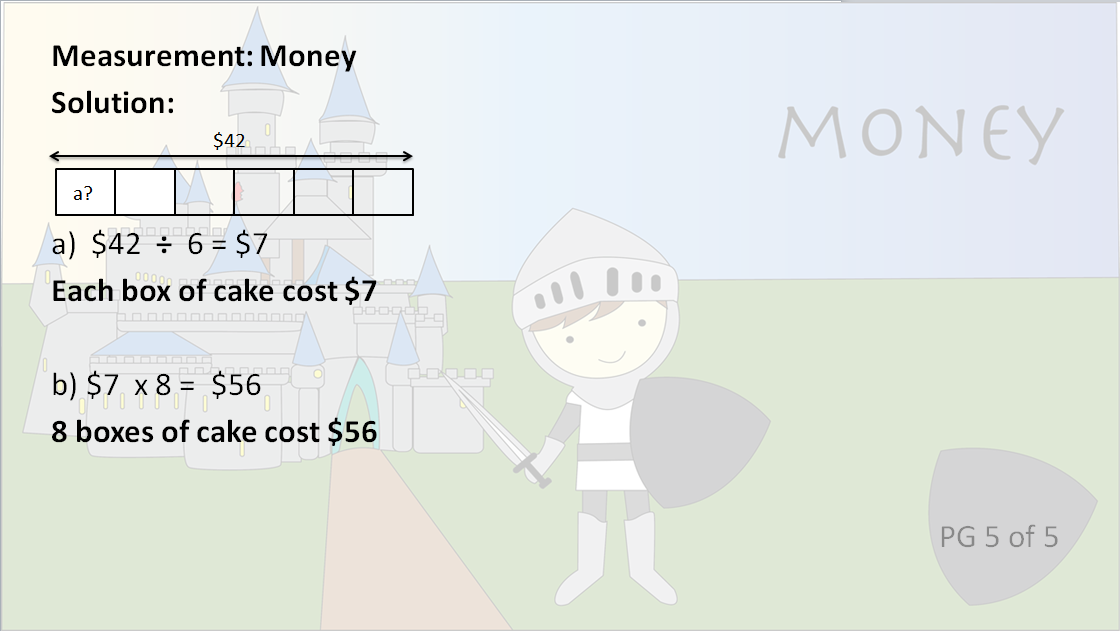 Measurement: Money
Solution:
MONEY
$42
a?
a) $42 ÷ 6 = $7
Each box of cake cost $7
b) $7 x 8 = $56
8 boxes of cake cost $56
PG 5 of 5